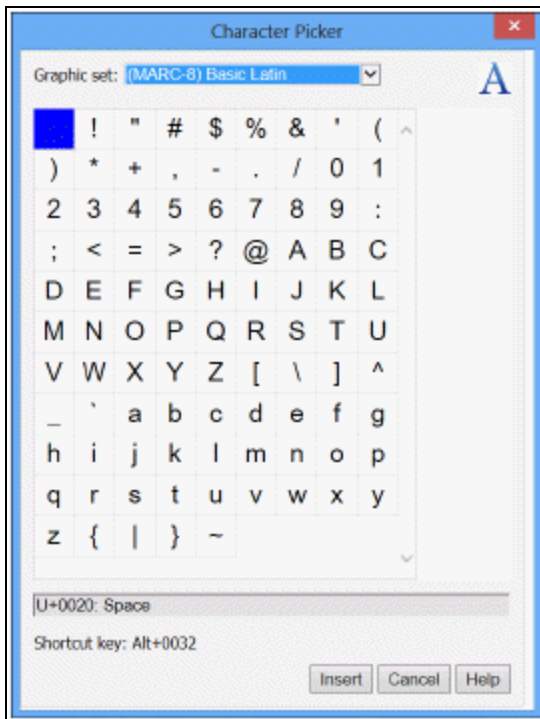 Character Picker
Graphic set: (MARC-8) Basic Latin
A
! " # $ % & ' (
) * + , - . / 0 1
2 3 4 5 6 7 8 9 :
; < = > ? @ A B C
D E F G H I J K L
M N O P Q R S T U
V W X Y Z [ \ ] ^
_ ` a b c d e f g
h i j k l m n o p
q r s t u v w x y
z { | } ~
U+0020: Space
Shortcut key: Alt+0032
Insert Cancel Help